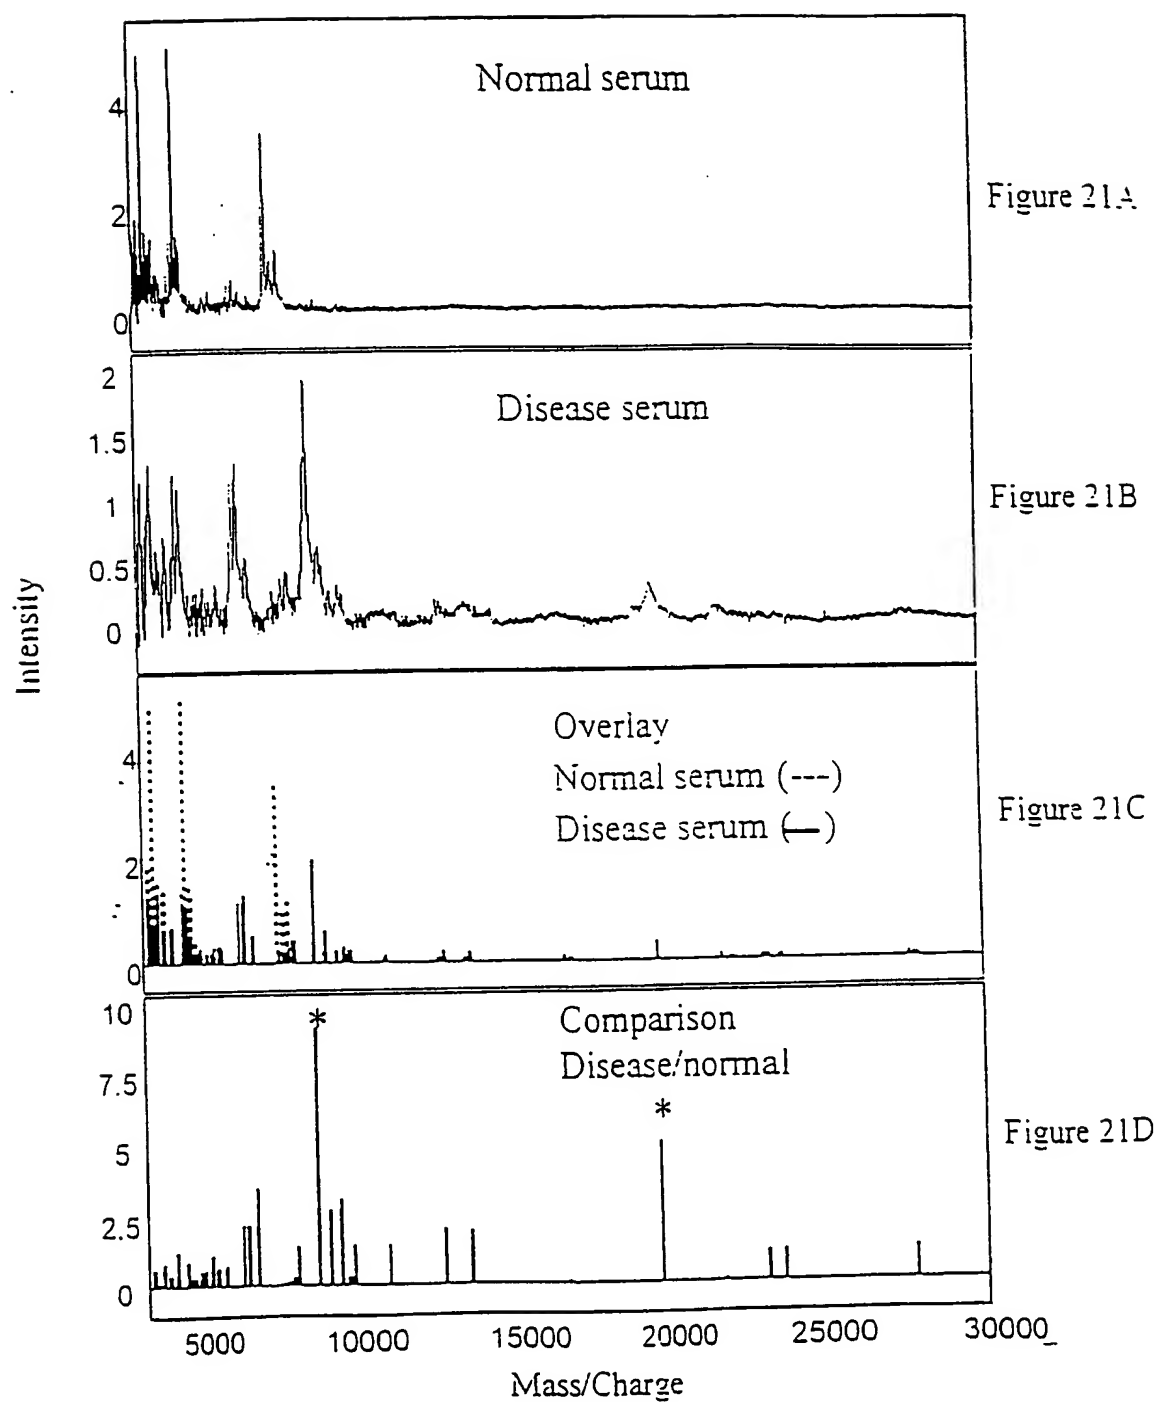 Normal serum
4
2
0
Figure 21A
Disease serum
2
1.5
1
0.5
0
Figure 21B
Intensity
Overlay
Normal serum (---)
Disease serum (—)
4
2
0
Figure 21C
10
7.5
5
2.5
0
*
*
Comparison
Disease/normal
Figure 21D
5000 10000 15000 20000 25000 30000
Mass/Charge